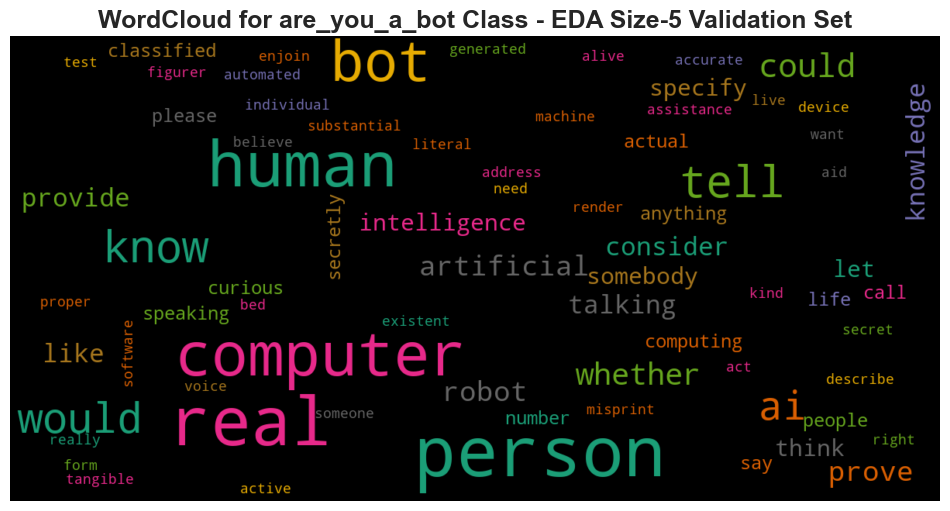 WordCloud for are_you_a_bot Class - EDA Size-5 Validation Set
test
classified
figurer
enjoin
automated
bot
generated
alive
accurate
could
specify
live
device
assistance
please
individual
substantial
believe
literal
machine
actual
want
aid
knowledge
human
address
need
tell
provide
secretly
intelligence
render
anything
know
artificial
consider
somebody
let
curious
bed
proper
speaking
existent
talking
kind
life
call
software
like
computer
computing
secret
voice
whether
act
describe
would
really
real
someone
robot
number
misprint
ai
people
right
form
tangible
active
person
think
say
prove